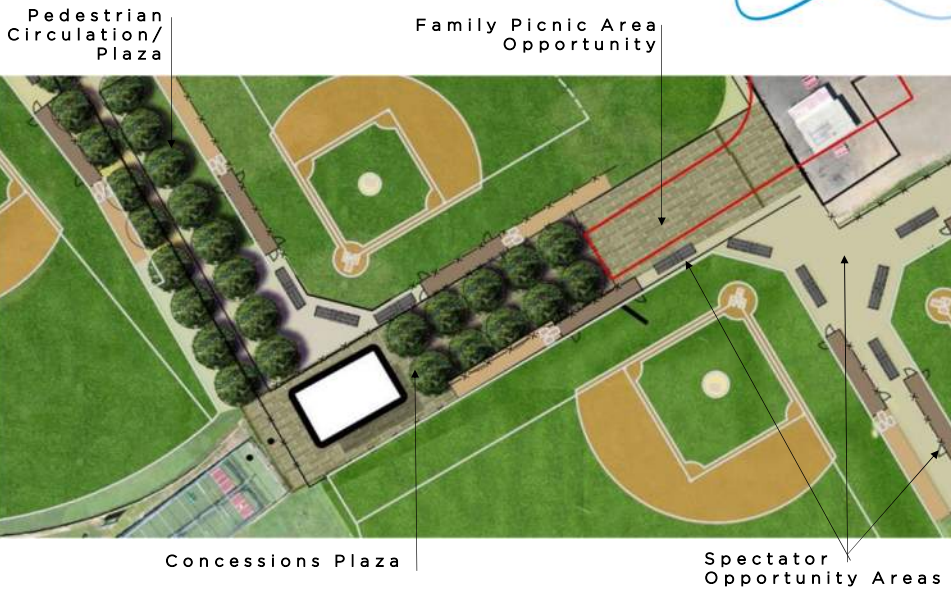 Pedestrian
Circulation/
Plaza
Family Picnic Area
Opportunity
Concessions Plaza
Spectator
Opportunity Areas